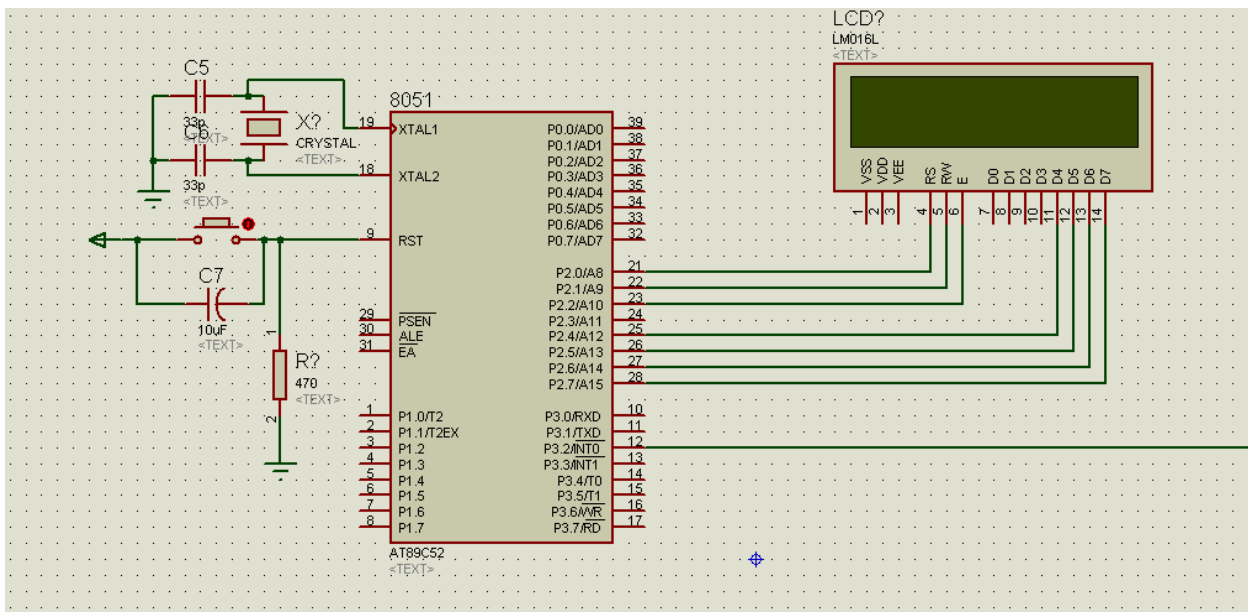 LCD?
LM016L
<TEXT>
VSS VDD VEE RS RW E D0 D1 D2 D3 D4 D5 D6 D7
1 2 3 4 5 6 7 8 9 10 11 12 13 14
C5
33p
<TEXT>
C6
33p
<TEXT>
X?
CRYSTAL
<TEXT>
C7
10uF
<TEXT>
1
R?
470
<TEXT>
2
8051
19 XTAL1
18 XTAL2
9 RST
29 PSEN
30 ALE
31 EA
1 P1.0/T2
2 P1.1/T2EX
3 P1.2
4 P1.3
5 P1.4
6 P1.5
7 P1.6
8 P1.7
P0.0/AD0 39
P0.1/AD1 38
P0.2/AD2 37
P0.3/AD3 36
P0.4/AD4 35
P0.5/AD5 34
P0.6/AD6 33
P0.7/AD7 32
P2.0/A8 21
P2.1/A9 22
P2.2/A10 23
P2.3/A11 24
P2.4/A12 25
P2.5/A13 26
P2.6/A14 27
P2.7/A15 28
P3.0/RXD 10
P3.1/TXD 11
P3.2/INT0 12
P3.3/INT1 13
P3.4/T0 14
P3.5/T1 15
P3.6/WR 16
P3.7/RD 17
AT89C52
<TEXT>